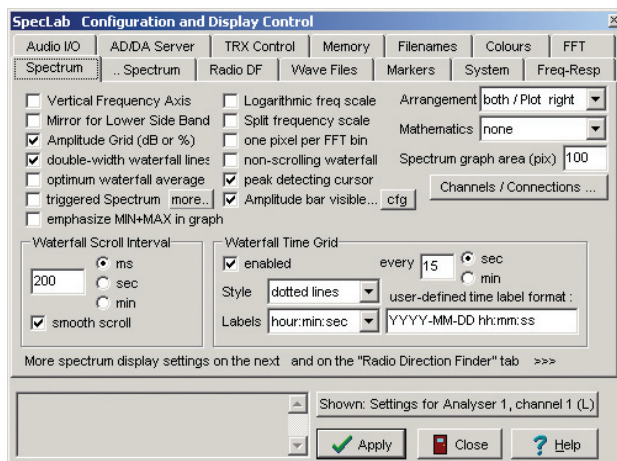 SpecLab Configuration and Display Control
Audio I/O AD/DA Server TRX Control Memory Filenames Colours FFT
Spectrum .. Spectrum Radio DF Wave Files Markers System Freq-Resp
Vertical Frequency Axis Logarithmic freq scale Arrangement both / Plot right
Mirror for Lower Side Band Split frequency scale
Amplitude Grid (dB or %) one pixel per FFT bin Mathematics none
double-width waterfall lines non-scrolling waterfall Spectrum graph area (pix) 100
optimum waterfall average peak detecting cursor
triggered Spectrum more.. Amplitude bar visible... cfg Channels / Connections ...
emphasize MIN+MAX in graph
Waterfall Scroll Interval Waterfall Time Grid
ms enabled every 15 sec
200 sec min
Style dotted lines user-defined time label format :
min
smooth scroll Labels hour:min:sec YYYY-MM-DD hh:mm:ss
More spectrum display settings on the next and on the "Radio Direction Finder" tab >>>
Shown: Settings for Analyser 1, channel 1 (L)
Apply Close Help